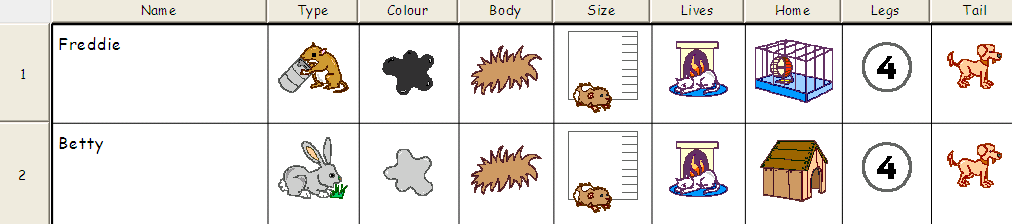 Name Type Colour Body Size Lives Home Legs Tail
1 Freddie 4
2 Betty 4